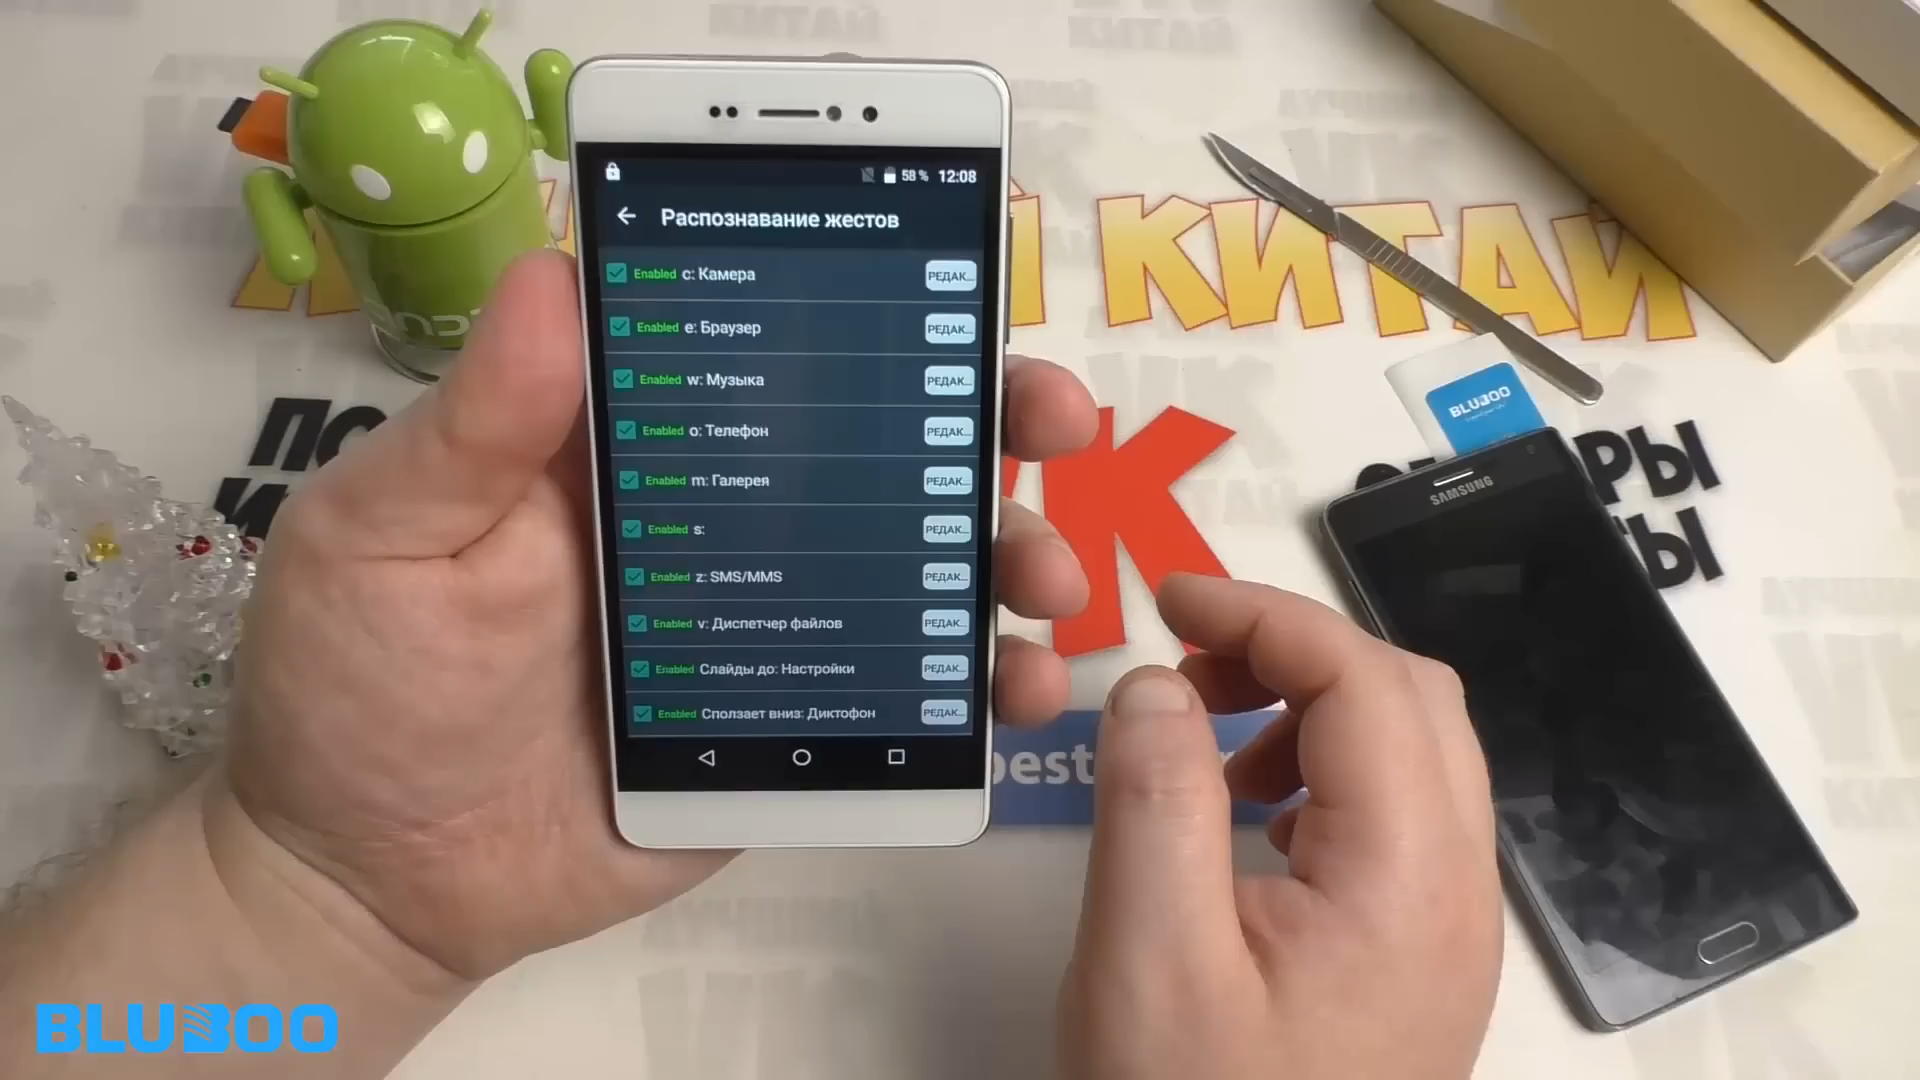 58 % 12:08
Распознавание жестов
Enabled c: Камера РЕДАК...
Enabled e: Браузер РЕДАК...
Enabled w: Музыка РЕДАК...
Enabled o: Телефон РЕДАК...
Enabled m: Галерея РЕДАК...
Enabled s: РЕДАК...
Enabled z: SMS/MMS РЕДАК...
Enabled v: Диспетчер файлов РЕДАК...
Enabled Слайды до: Настройки РЕДАК...
Enabled Сползает вниз: Диктофон РЕДАК...
КИТАЙ
BLUBOO
SAMSUNG
best
BLUBOO